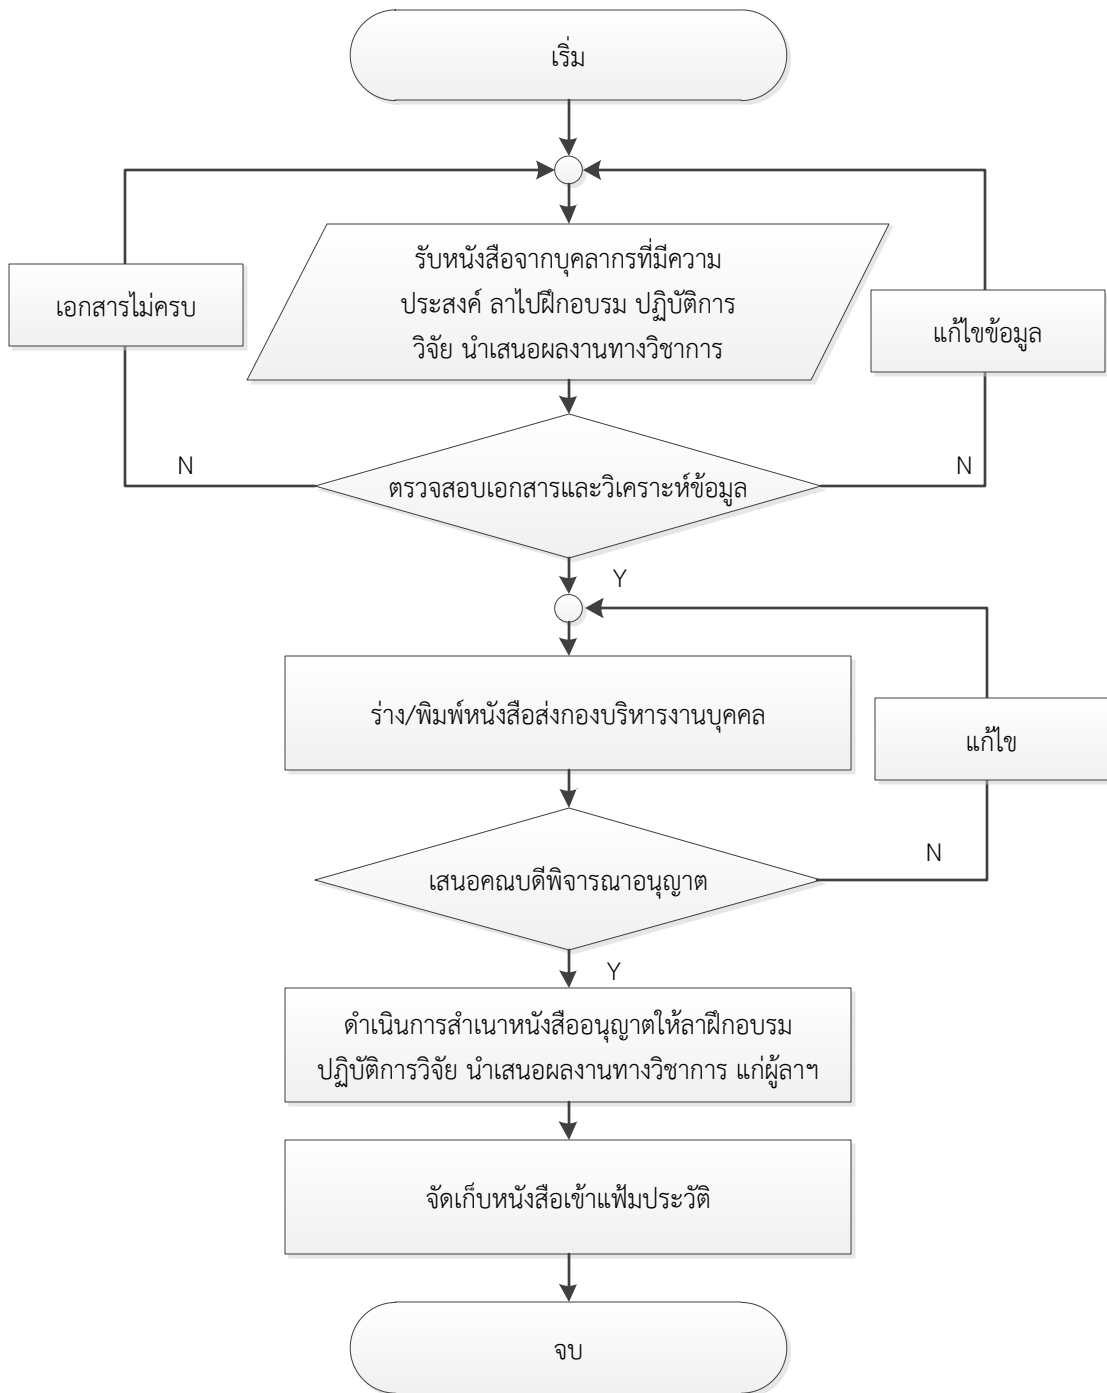 เริ่ม
รับหนังสือจากบุคลากรที่มีความ
ประสงค์ ลาไปฝึกอบรม ปฏิบัติการ
วิจัย นำเสนอผลงานทางวิชาการ
เอกสารไม่ครบ
แก้ไขข้อมูล
N
ตรวจสอบเอกสารและวิเคราะห์ข้อมูล
N
Y
ร่าง/พิมพ์หนังสือส่งกองบริหารงานบุคคล
แก้ไข
เสนอคณบดีพิจารณาอนุญาต
N
Y
ดำเนินการสำเนาหนังสืออนุญาตให้ลาฝึกอบรม
ปฏิบัติการวิจัย นำเสนอผลงานทางวิชาการ แก่ผู้ลาฯ
จัดเก็บหนังสือเข้าแฟ้มประวัติ
จบ